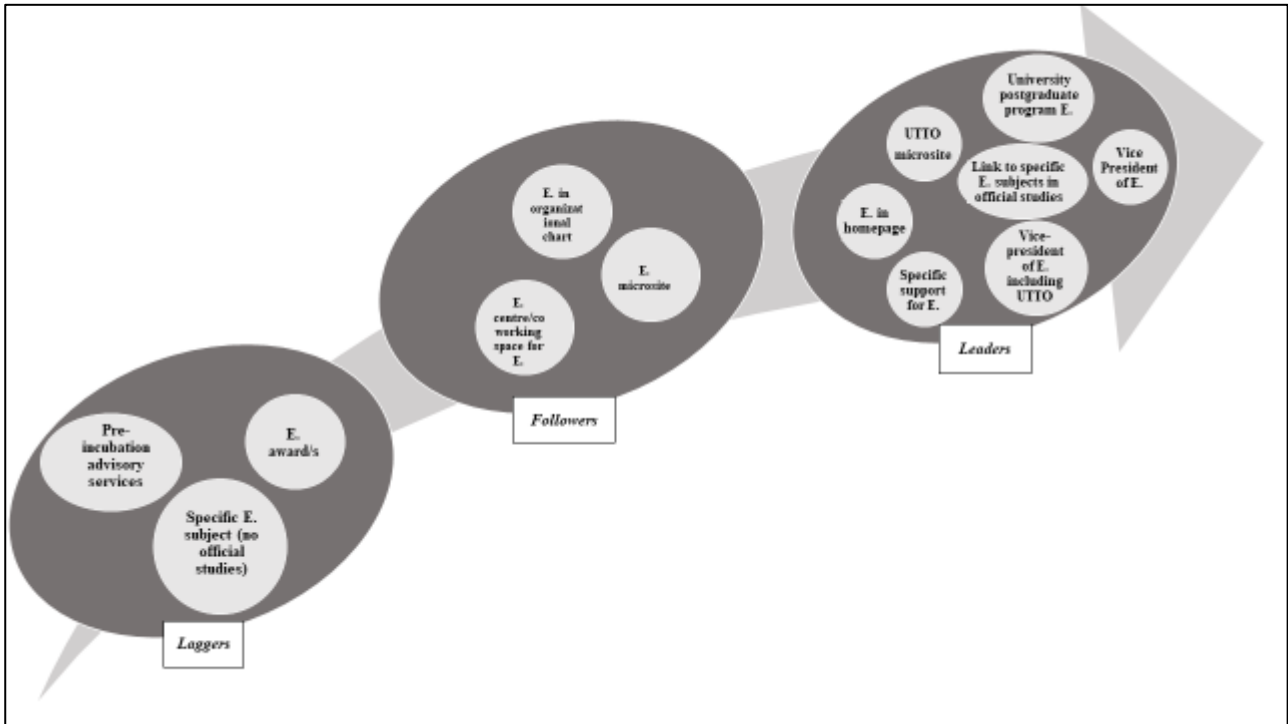 University
postgraduate
program E.
UTTO
microsite
Link to specific
E. subjects in
official studies
Vice
President
of E.
E. in
homepage
Vice-
president
of E.
including
UTTO
Specific
support
for E.
Leaders
E. in
organizat
ional
chart
E.
microsite
E.
centre/co
working
space for
E.
Followers
Pre-
incubation
advisory
services
E.
award/s
Specific E.
subject (no
official
studies)
Laggers